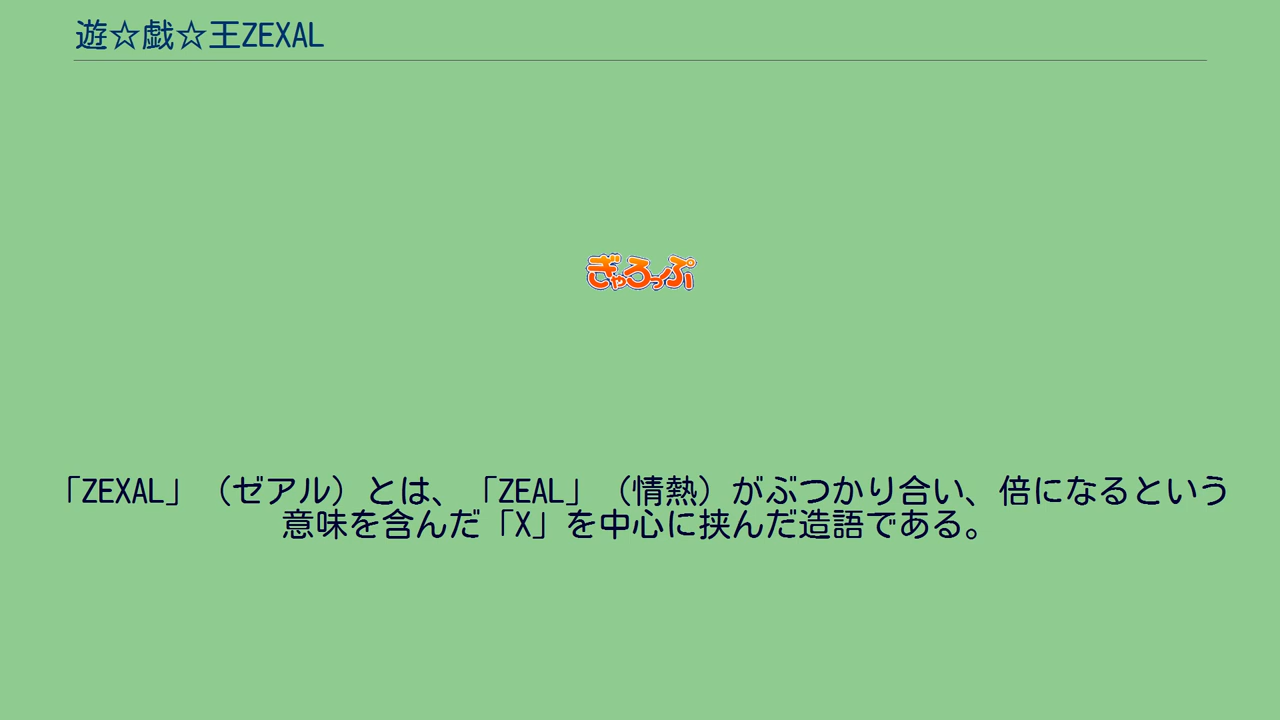 遊☆戯☆王ZEXAL
ぎゃろっぷ
「ZEXAL」（ゼアル）とは、「ZEAL」（情熱）がぶつかり合い、倍になるという
意味を含んだ「X」を中心に挟んだ造語である。